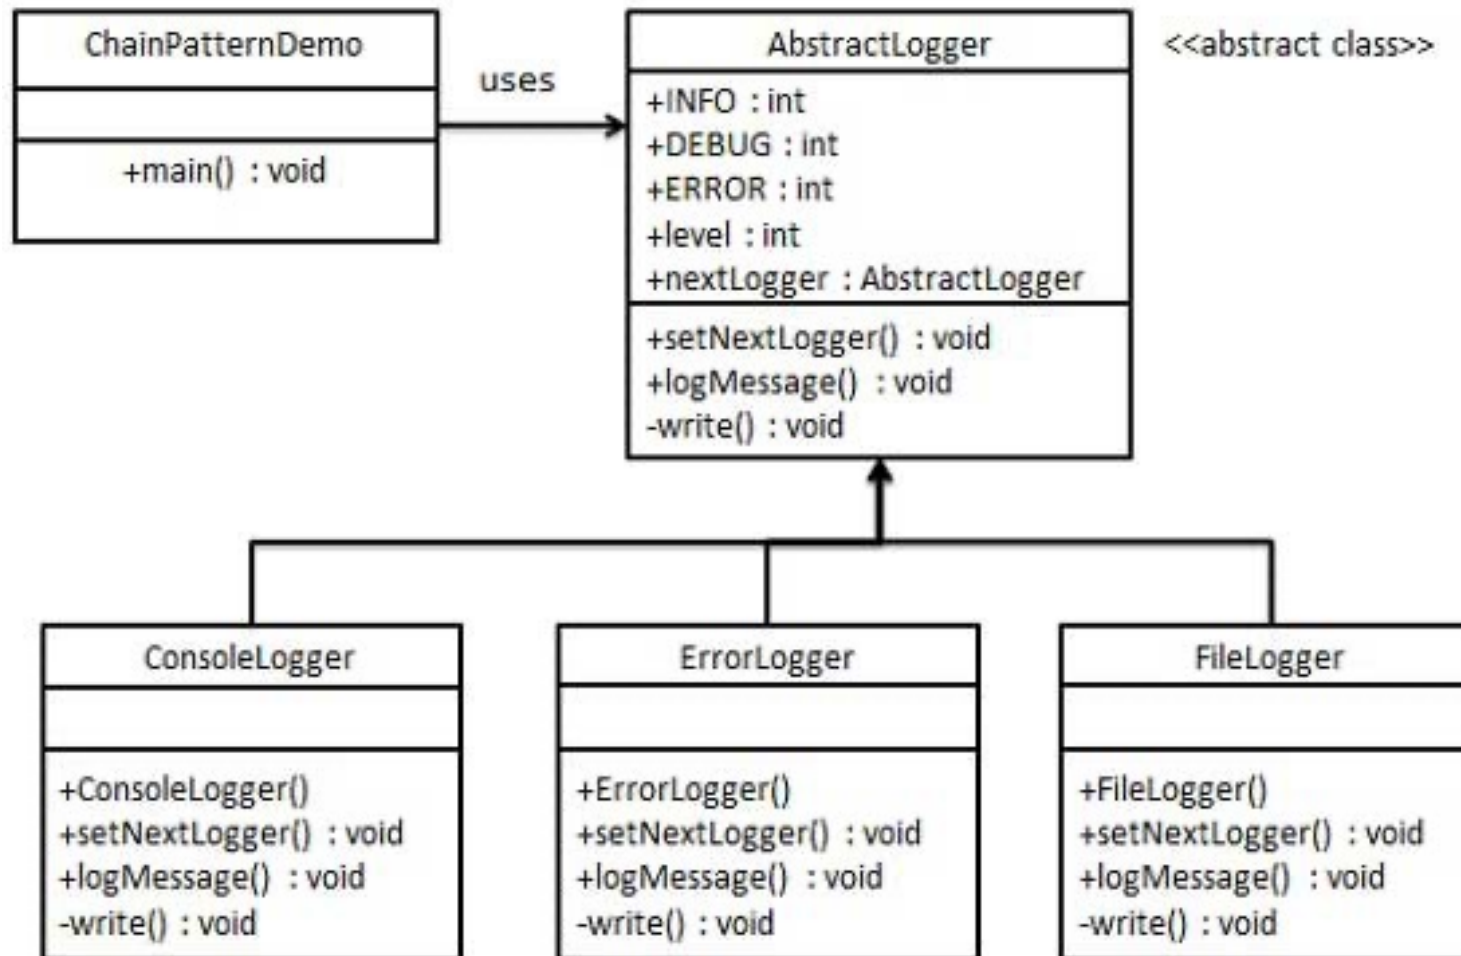 ChainPatternDemo
+main() : void
uses
AbstractLogger
<<abstract class>>
+INFO : int
+DEBUG : int
+ERROR : int
+level : int
+nextLogger : AbstractLogger
+setNextLogger() : void
+logMessage() : void
-write() : void
ConsoleLogger
+ConsoleLogger()
+setNextLogger() : void
+logMessage() : void
-write() : void
ErrorLogger
+ErrorLogger()
+setNextLogger() : void
+logMessage() : void
-write() : void
FileLogger
+FileLogger()
+setNextLogger() : void
+logMessage() : void
-write() : void